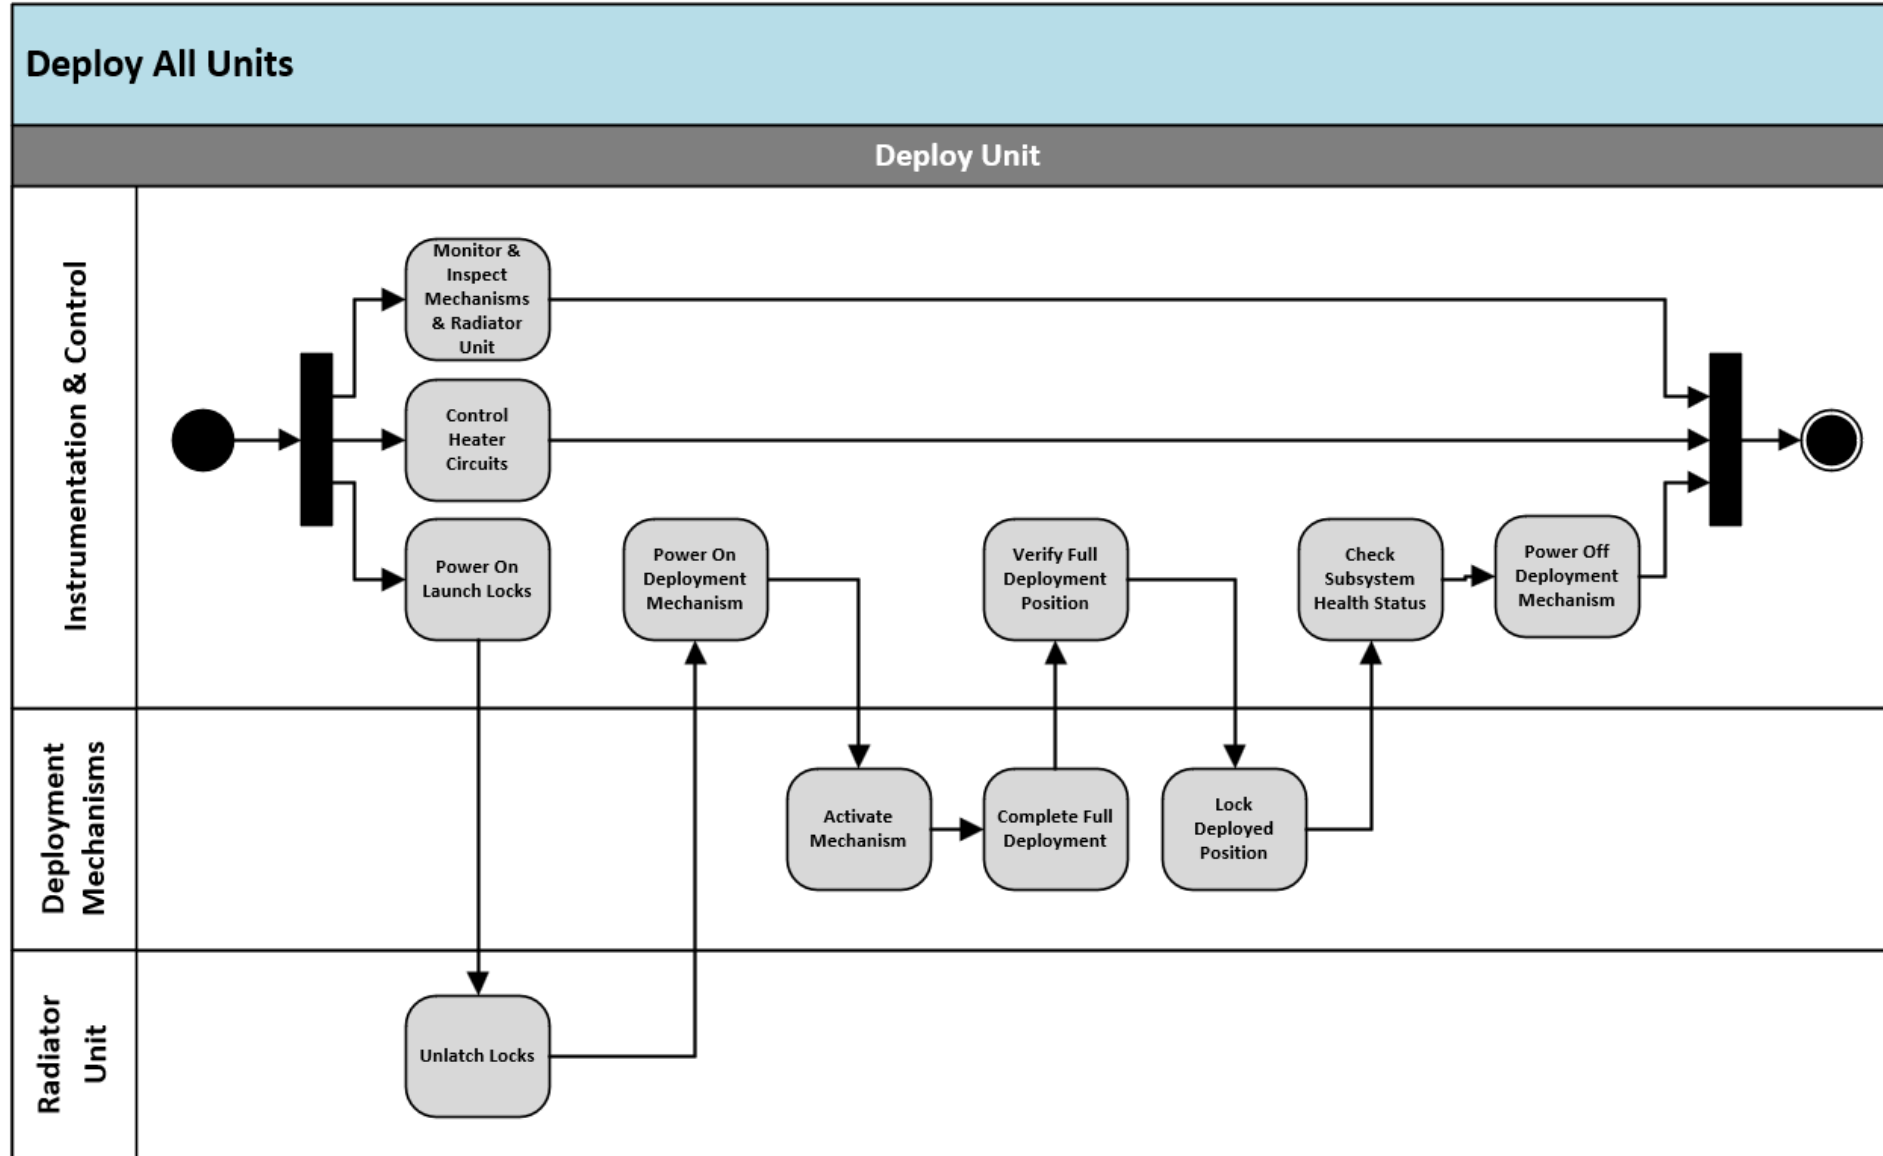 Deploy All Units
Deploy Unit
Instrumentation & Control
Monitor &
Inspect
Mechanisms
& Radiator
Unit
Control
Heater
Circuits
Power On
Launch Locks
Power On
Deployment
Mechanism
Verify Full
Deployment
Position
Check
Subsystem
Health Status
Power Off
Deployment
Mechanism
Deployment
Mechanisms
Activate
Mechanism
Complete Full
Deployment
Lock
Deployed
Position
Radiator
Unit
Unlatch Locks